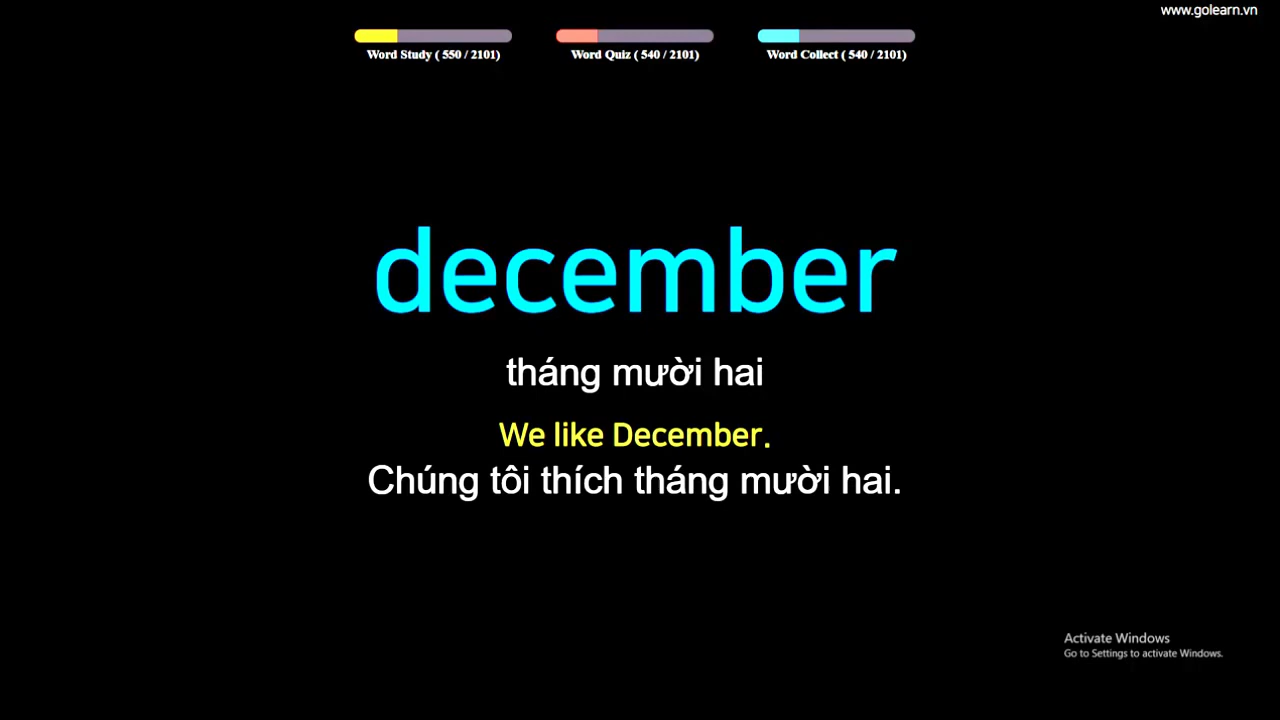 www.golearn.vn
Word Study ( 550 / 2101) Word Quiz ( 540 / 2101) Word Collect ( 540 / 2101)
december
tháng mười hai
We like December.
Chúng tôi thích tháng mười hai.
Activate Windows
Go to Settings to activate Windows.